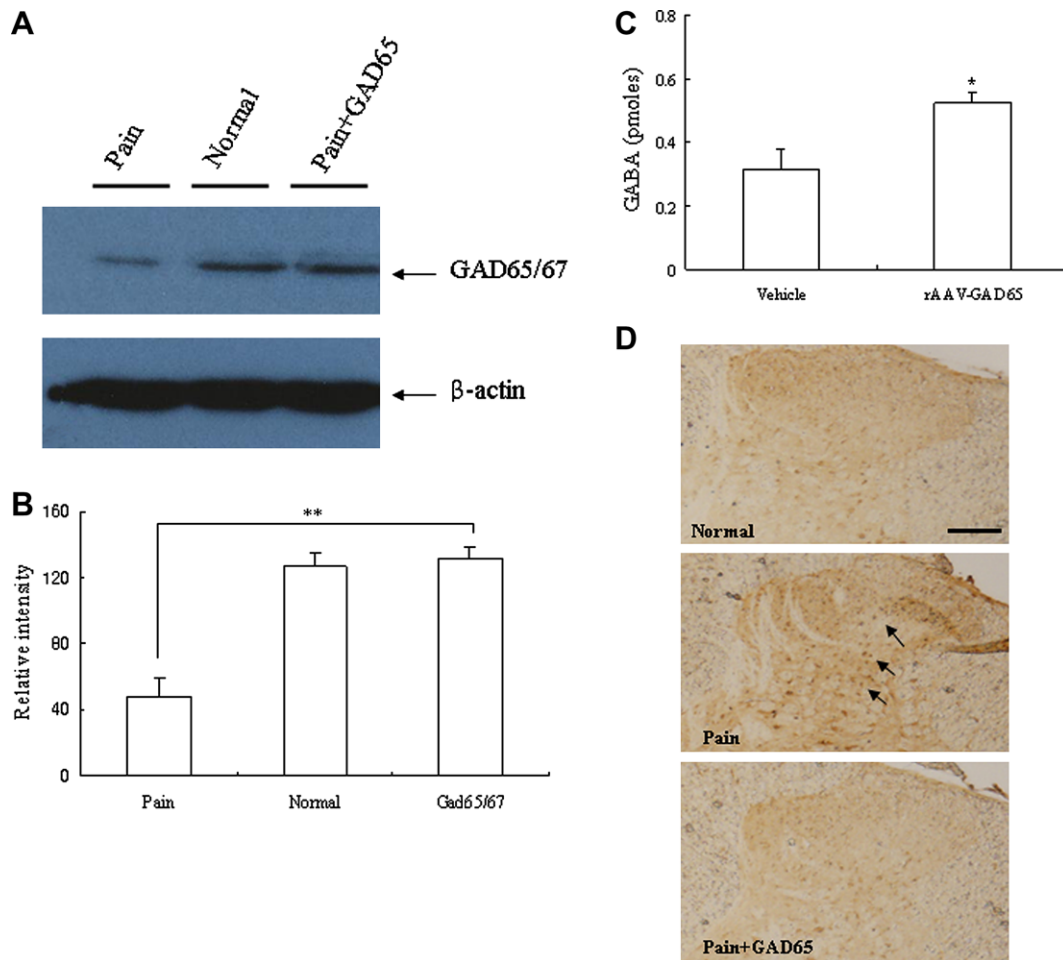 A
Pain
Normal
Pain+GAD65
GAD65/67
β-actin
B
160
120
80
40
0
Relative intensity
**
Pain
Normal
Gad65/67
C
0.8
0.6
0.4
0.2
0
GABA (pmoles)
*
Vehicle
rAAV-GAD65
D
Normal
Pain
Pain+GAD65